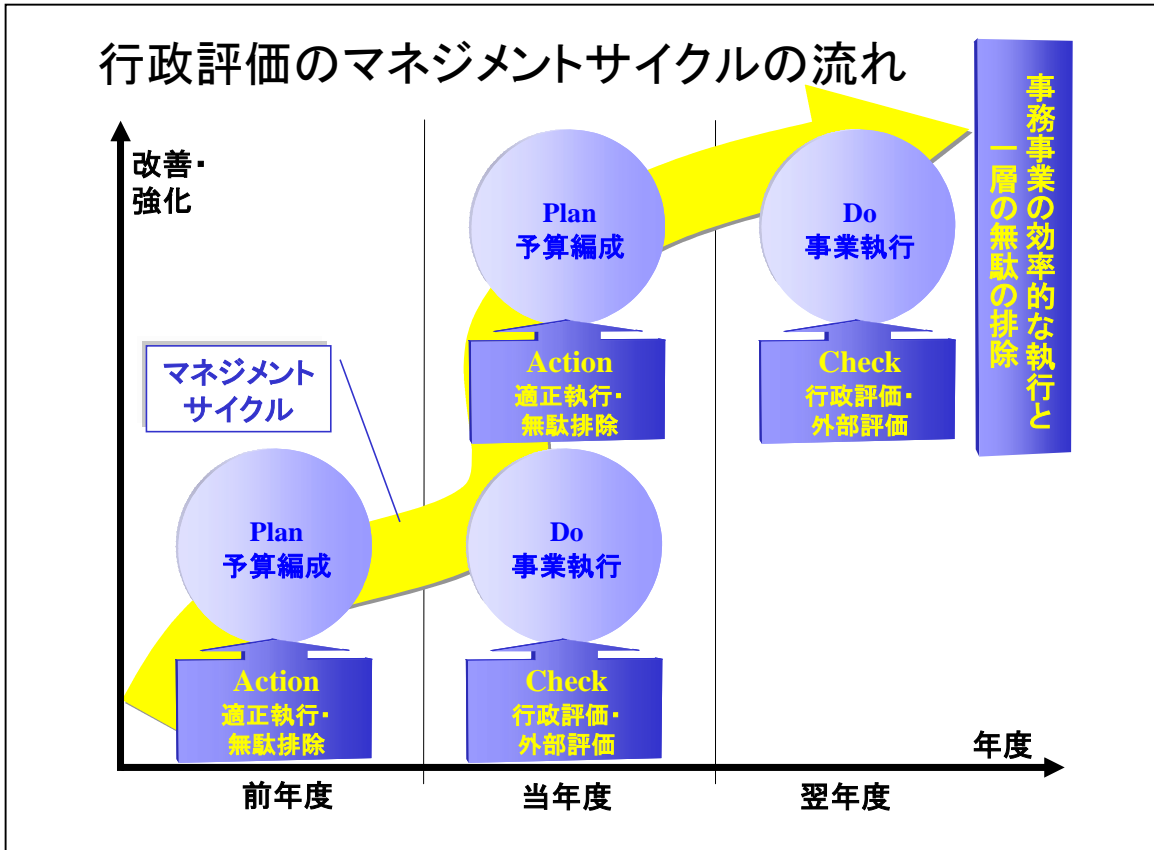 行政評価のマネジメントサイクルの流れ
改善・
強化
事務事業の効率的な執行と
一層の無駄の排除
Plan
予算編成
Do
事業執行
Action
適正執行・
無駄排除
Check
行政評価・
外部評価
マネジメント
サイクル
Plan
予算編成
Do
事業執行
Action
適正執行・
無駄排除
Check
行政評価・
外部評価
年度
前年度
当年度
翌年度